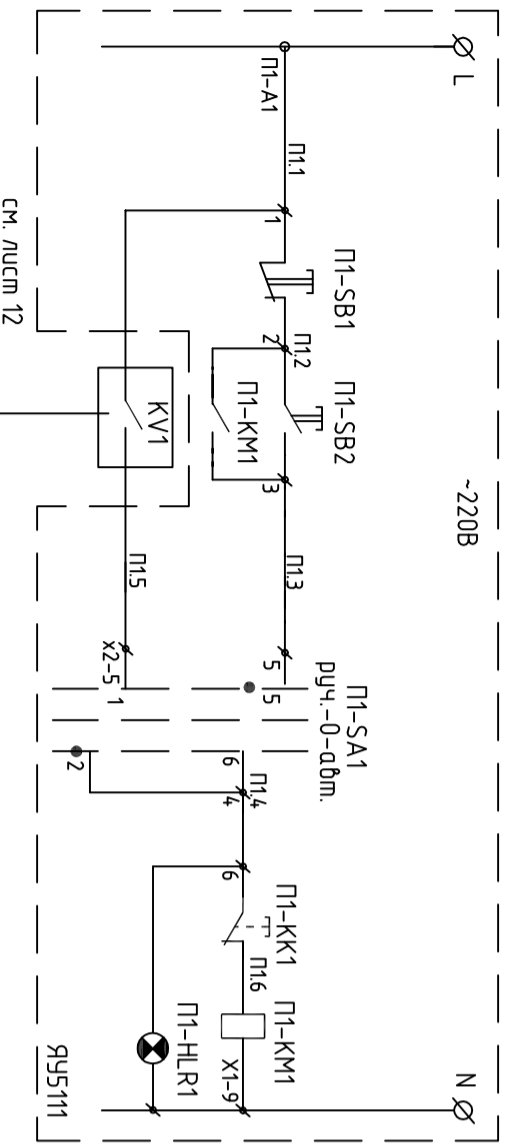 L
N
~220В
П1-А1
П1.1
1
П1-SB1
2
П1.2
П1-SB2
П1-KM1
3
П1.3
5
5
П1-SA1
руч.-0-авт.
6
П1.4
4
6
П1-KK1
П1.6
П1-KM1
X1-9
П1-HLR1
KV1
П1.5
x2-5
1
2
см. лист 12
ЯУ5111